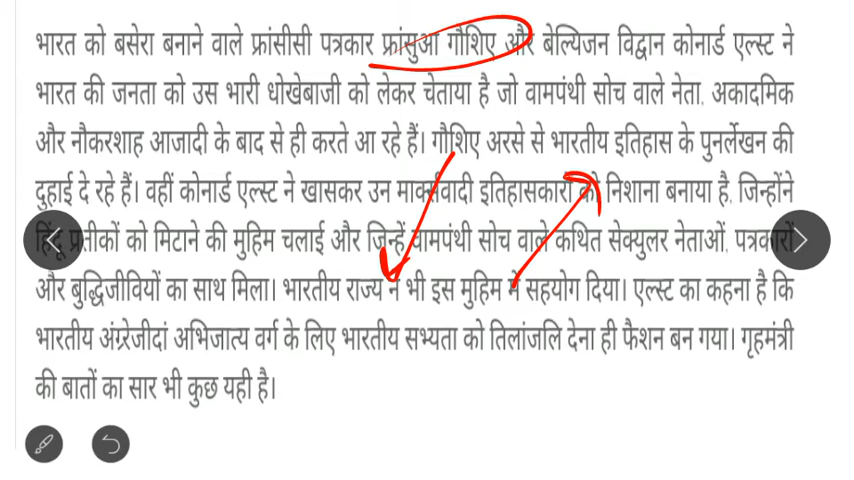 भारत को बसेरा बनाने वाले फ्रांसीसी पत्रकार फ्रांसुआ गौशिए और बेल्यिजन विद्वान कोनार्ड एल्स्ट ने
भारत की जनता को उस भारी धोखेबाजी को लेकर चेताया है जो वामपंथी सोच वाले नेता, अकादमिक
और नौकरशाह आजादी के बाद से ही करते आ रहे हैं। गौशिए अरसे से भारतीय इतिहास के पुनर्लेखन की
दुहाई दे रहे हैं। वहीं कोनार्ड एल्स्ट ने खासकर उन मार्क्सवादी इतिहासकारों को निशाना बनाया है, जिन्होंने
हिंदू प्रतीकों को मिटाने की मुहिम चलाई और जिन्हें वामपंथी सोच वाले कथित सेक्युलर नेताओं, पत्रकारों
और बुद्धिजीवियों का साथ मिला। भारतीय राज्य ने भी इस मुहिम में सहयोग दिया। एल्स्ट का कहना है कि
भारतीय अंग्रेजीदां अभिजात्य वर्ग के लिए भारतीय सभ्यता को तिलांजलि देना ही फैशन बन गया। गृहमंत्री
की बातों का सार भी कुछ यही है।